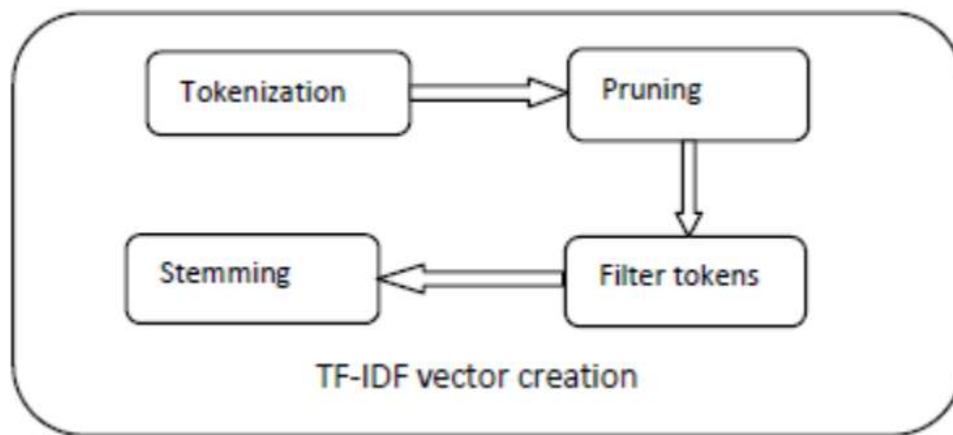 Tokenization
Pruning
Filter tokens
Stemming
TF-IDF vector creation